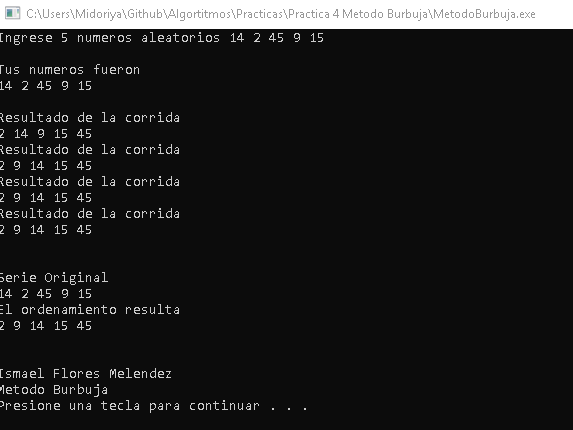 C:\Users\Midoriya\Github\Algortitmos\Practicas\Practica 4 Metodo Burbuja\MetodoBurbuja.exe
Ingrese 5 numeros aleatorios 14 2 45 9 15
Tus numeros fueron
14 2 45 9 15
Resultado de la corrida
2 14 9 15 45
Resultado de la corrida
2 9 14 15 45
Resultado de la corrida
2 9 14 15 45
Resultado de la corrida
2 9 14 15 45
Serie Original
14 2 45 9 15
El ordenamiento resulta
2 9 14 15 45
Ismael Flores Melendez
Metodo Burbuja
Presione una tecla para continuar . . .